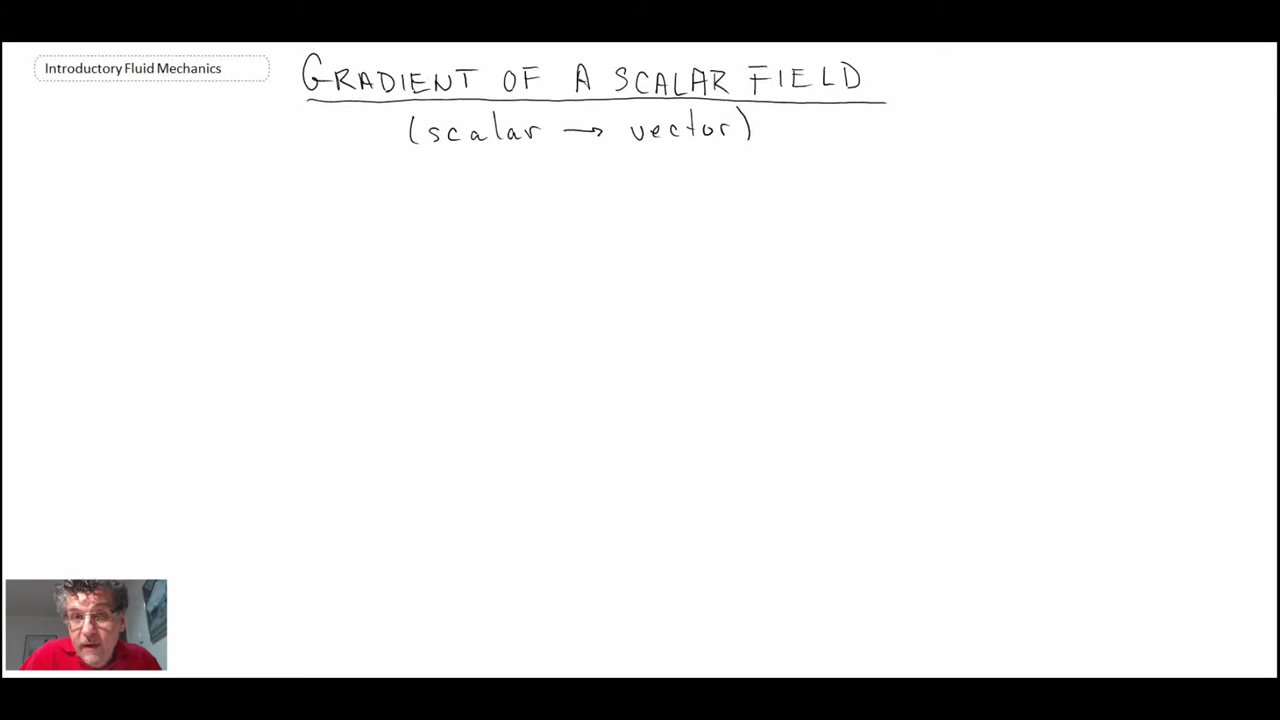 Introductory Fluid Mechanics
GRADIENT OF A SCALAR FIELD
(scalar → vector)